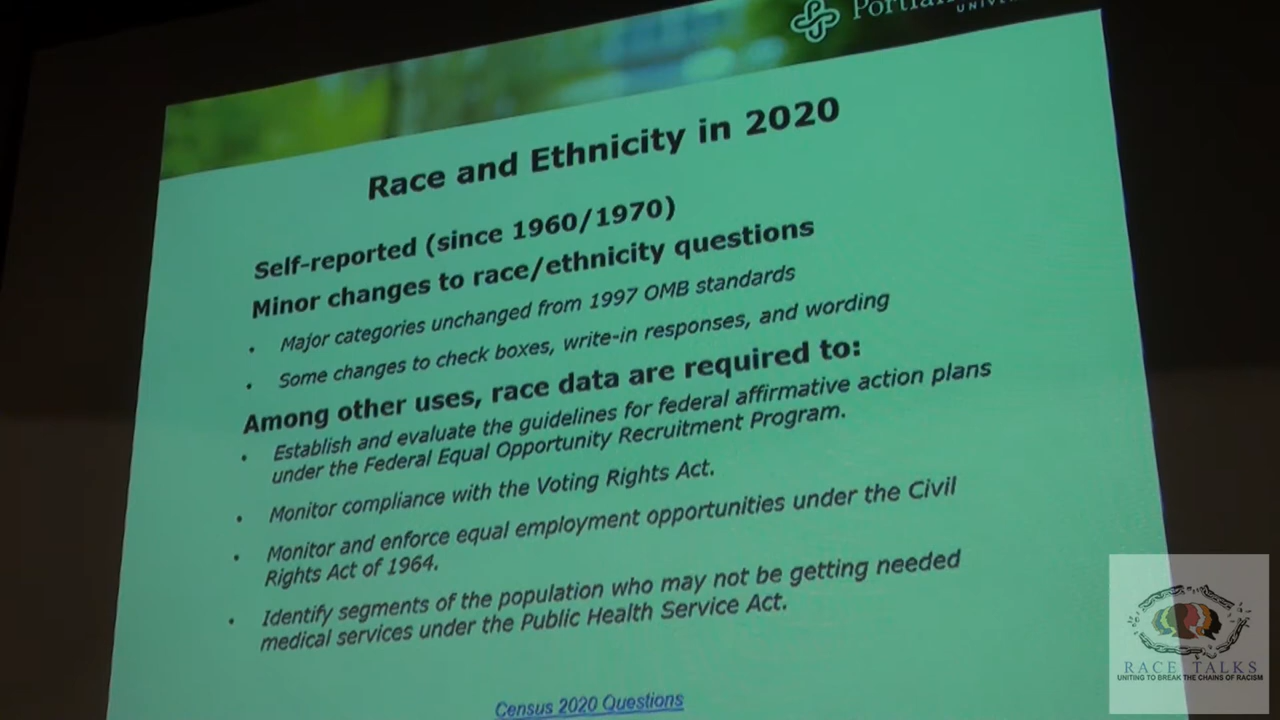 Race and Ethnicity in 2020
Self-reported (since 1960/1970)
Minor changes to race/ethnicity questions
• Major categories unchanged from 1997 OMB standards
• Some changes to check boxes, write-in responses, and wording
Among other uses, race data are required to:
• Establish and evaluate the guidelines for federal affirmative action plans
under the Federal Equal Opportunity Recruitment Program.
• Monitor compliance with the Voting Rights Act.
• Monitor and enforce equal employment opportunities under the Civil
Rights Act of 1964.
• Identify segments of the population who may not be getting needed
medical services under the Public Health Service Act.
Census 2020 Questions
RACE TALKS
UNITING TO BREAK THE CHAINS OF RACISM